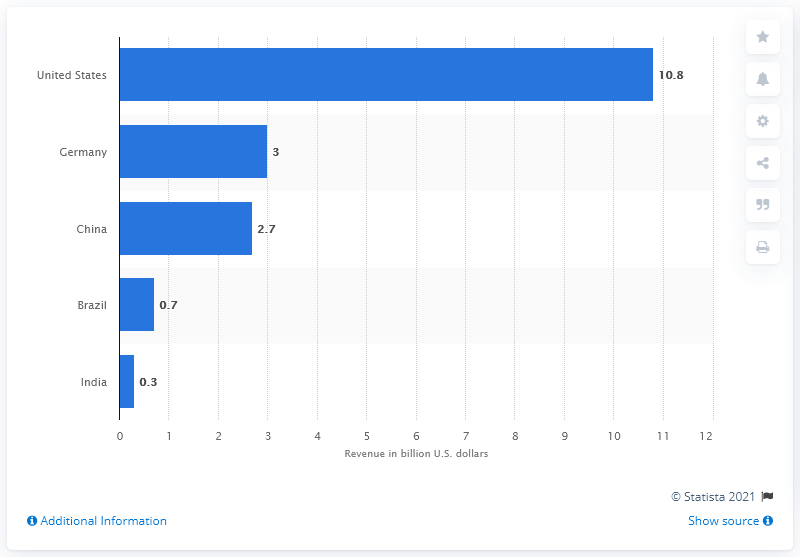 United States 10.8
Germany 3
China 2.7
Brazil 0.7
India 0.3
0 1 2 3 4 5 6 7 8 9 10 11 12
Revenue in billion U.S. dollars
© Statista 2021
Additional Information Show source